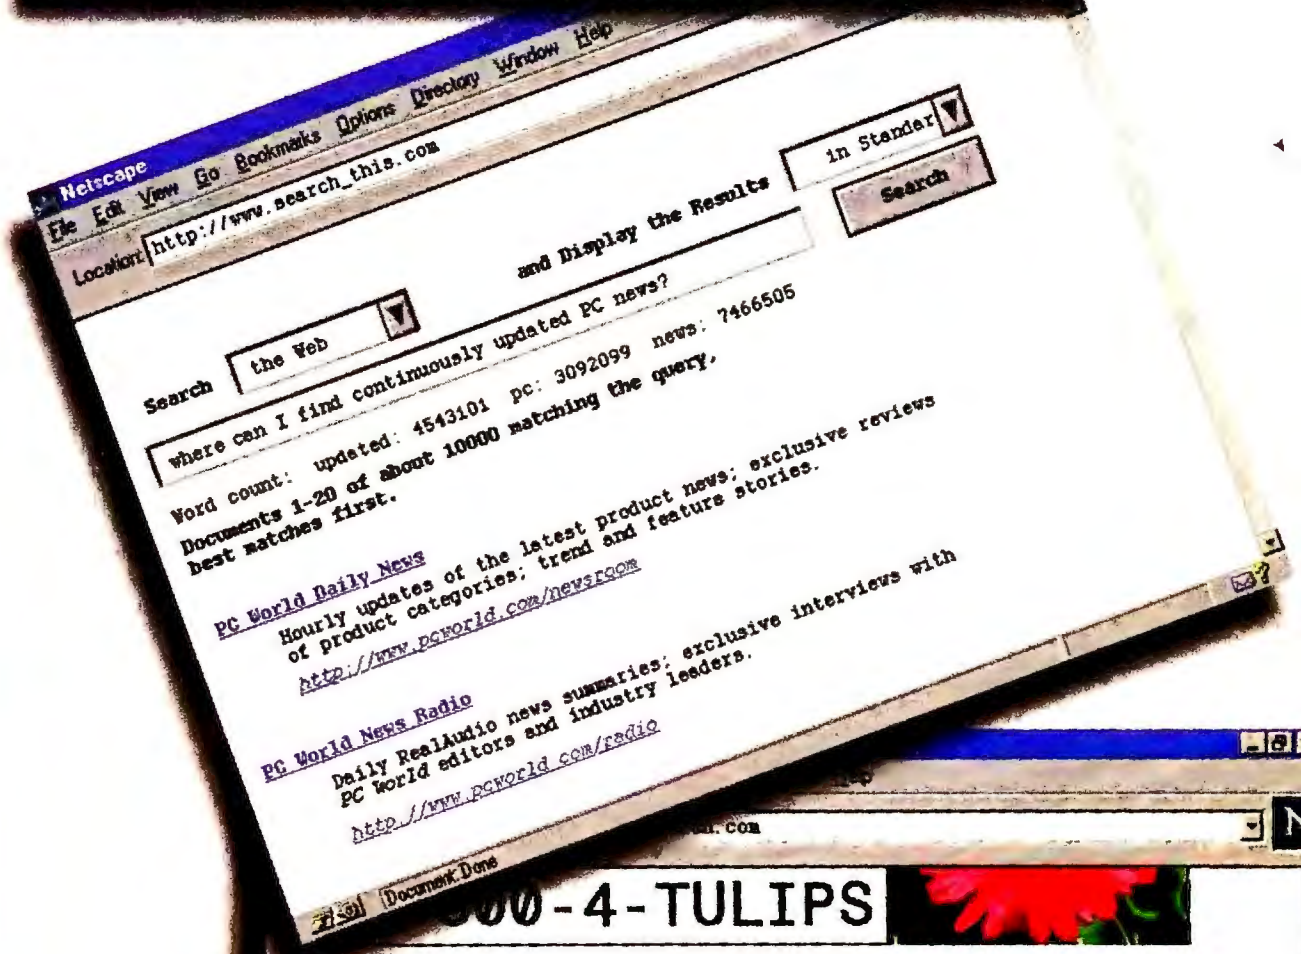 Netscape
File Edit View Go Bookmarks Options Directory Window Help
Location: http://www.search_this.com
Search the Web and Display the Results in Standar
where can I find continuously updated PC news? Search
Word count: updated: 4543101 pc: 3092099 news: 7466505
Documents 1-20 of about 10000 matching the query,
best matches first.
PC World Daily News
Hourly updates of the latest product news; exclusive reviews
of product categories; trend and feature stories.
http://www.pcworld.com/newsroom
PC World News Radio
Daily RealAudio news summaries; exclusive interviews with
PC World editors and industry leaders.
http://www.pcworld.com/radio
Document: Done
.com
N
00-4-TULIPS